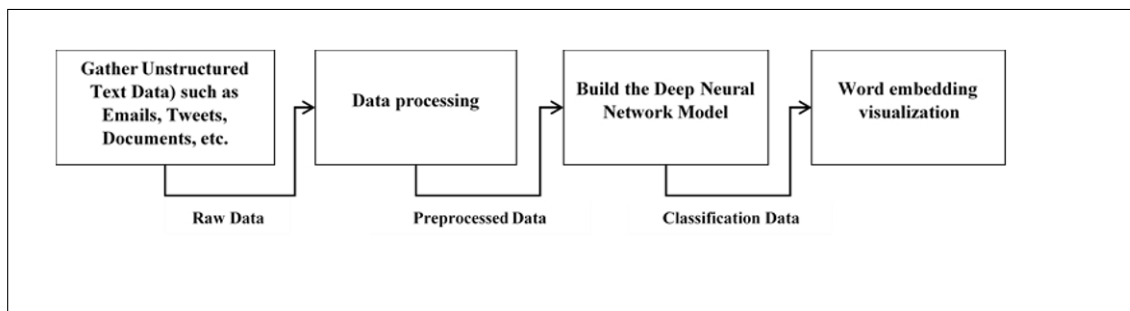 Gather Unstructured
Text Data) such as
Emails, Tweets,
Documents, etc.
Data processing
Build the Deep Neural
Network Model
Word embedding
visualization
Raw Data
Preprocessed Data
Classification Data